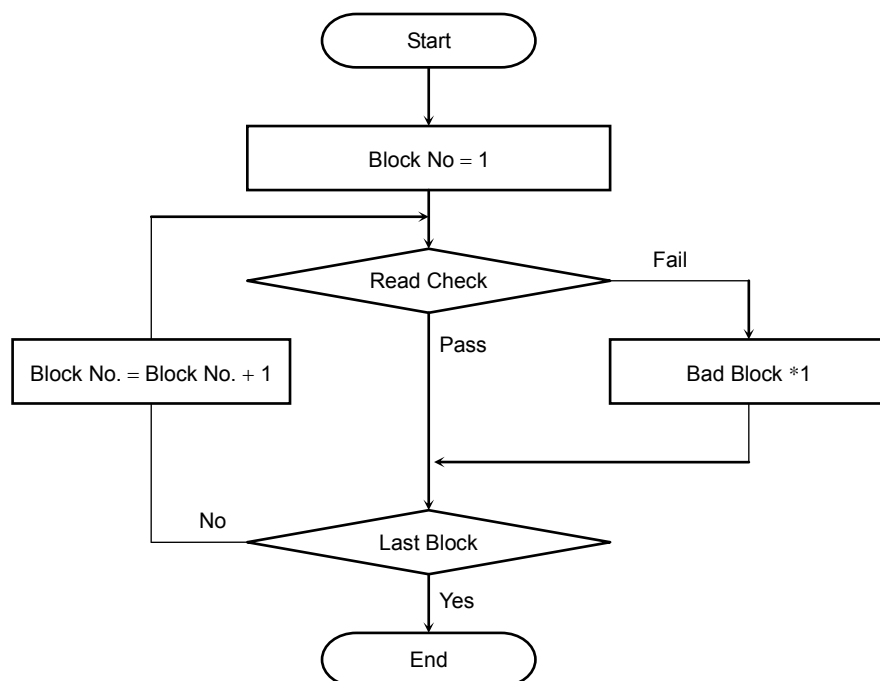 Start
Block No = 1
Read Check
Fail
Pass
Block No. = Block No. + 1
Bad Block *1
No
Last Block
Yes
End